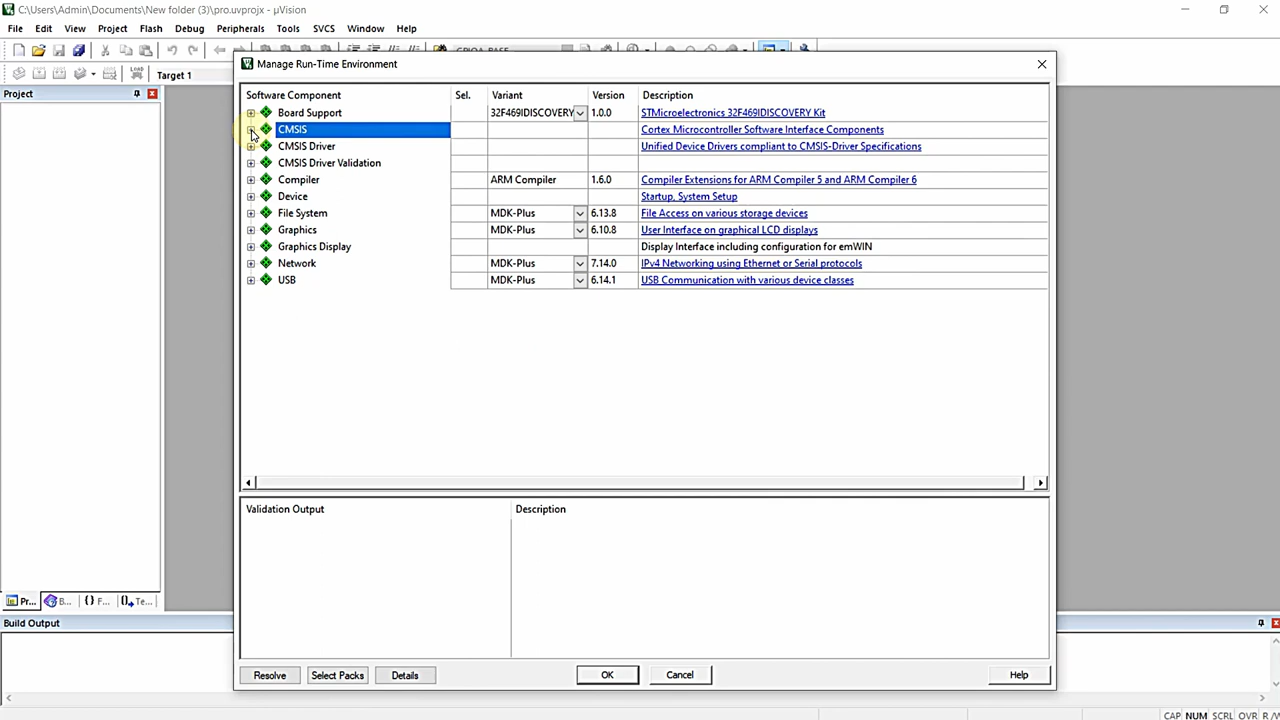 C:\Users\Admin\Documents\New folder (3)\pro.uvprojx - µVision
File Edit View Project Flash Debug Peripherals Tools SVCS Window Help
GPIOA_BASE
Target 1
Project
Manage Run-Time Environment
Software Component Sel. Variant Version Description
Board Support 32F469IDISCOVERY 1.0.0 STMicroelectronics 32F469IDISCOVERY Kit
CMSIS Cortex Microcontroller Software Interface Components
CMSIS Driver Unified Device Drivers compliant to CMSIS-Driver Specifications
CMSIS Driver Validation
Compiler ARM Compiler 1.6.0 Compiler Extensions for ARM Compiler 5 and ARM Compiler 6
Device Startup, System Setup
File System MDK-Plus 6.13.8 File Access on various storage devices
Graphics MDK-Plus 6.10.8 User Interface on graphical LCD displays
Graphics Display Display Interface including configuration for emWIN
Network MDK-Plus 7.14.0 IPv4 Networking using Ethernet or Serial protocols
USB MDK-Plus 6.14.1 USB Communication with various device classes
Validation Output Description
Pr... B... {} F... Te...
Build Output
Resolve Select Packs Details OK Cancel Help
CAP NUM SCRL OVR